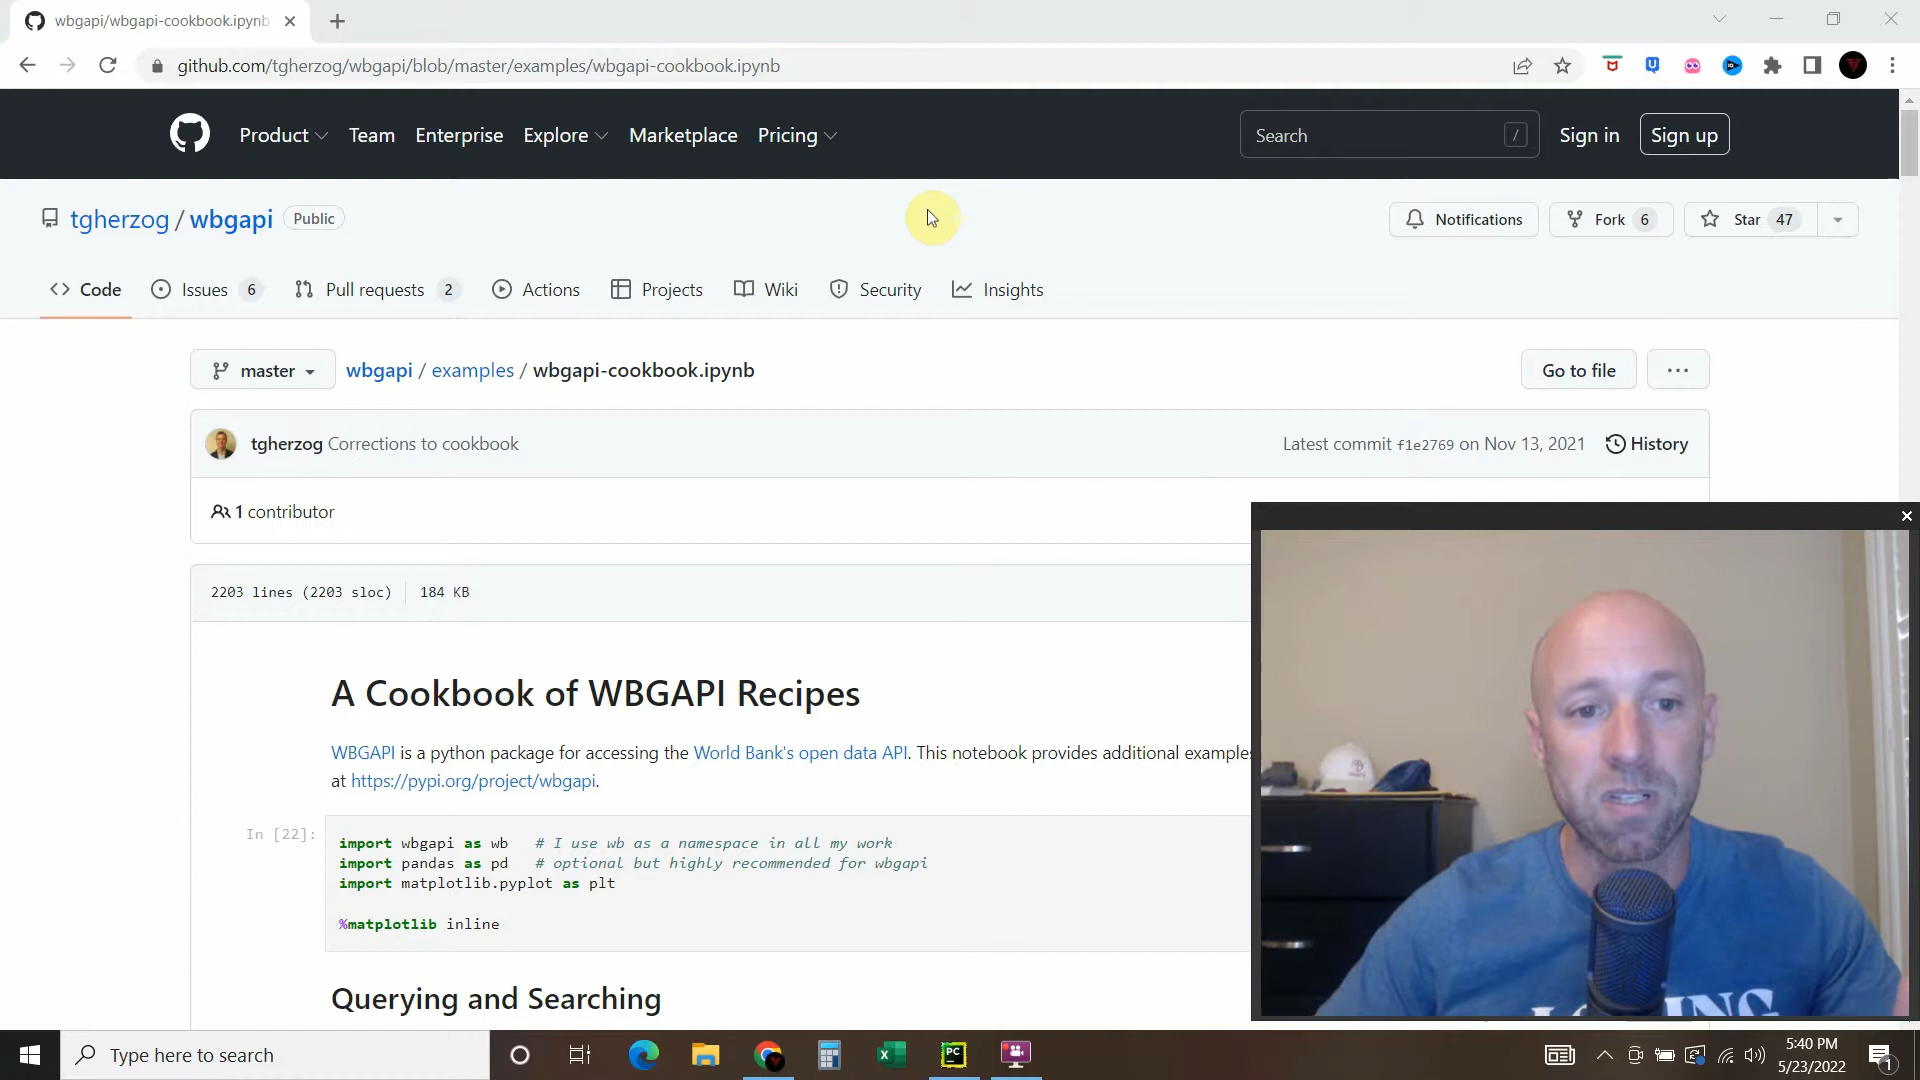 wbgapi/wbgapi-cookbook.ipynb
github.com/tgherzog/wbgapi/blob/master/examples/wbgapi-cookbook.ipynb
Product Team Enterprise Explore Marketplace Pricing Search / Sign in Sign up
tgherzog / wbgapi Public Notifications Fork 6 Star 47
Code Issues 6 Pull requests 2 Actions Projects Wiki Security Insights
master wbgapi / examples / wbgapi-cookbook.ipynb Go to file ...
tgherzog Corrections to cookbook Latest commit f1e2769 on Nov 13, 2021 History
1 contributor
2203 lines (2203 sloc) 184 KB
A Cookbook of WBGAPI Recipes
WBGAPI is a python package for accessing the World Bank's open data API. This notebook provides additional examples
at https://pypi.org/project/wbgapi.
In [22]: import wbgapi as wb # I use wb as a namespace in all my work
import pandas as pd # optional but highly recommended for wbgapi
import matplotlib.pyplot as plt
%matplotlib inline
Querying and Searching
Type here to search
PC
5:40 PM
5/23/2022
1